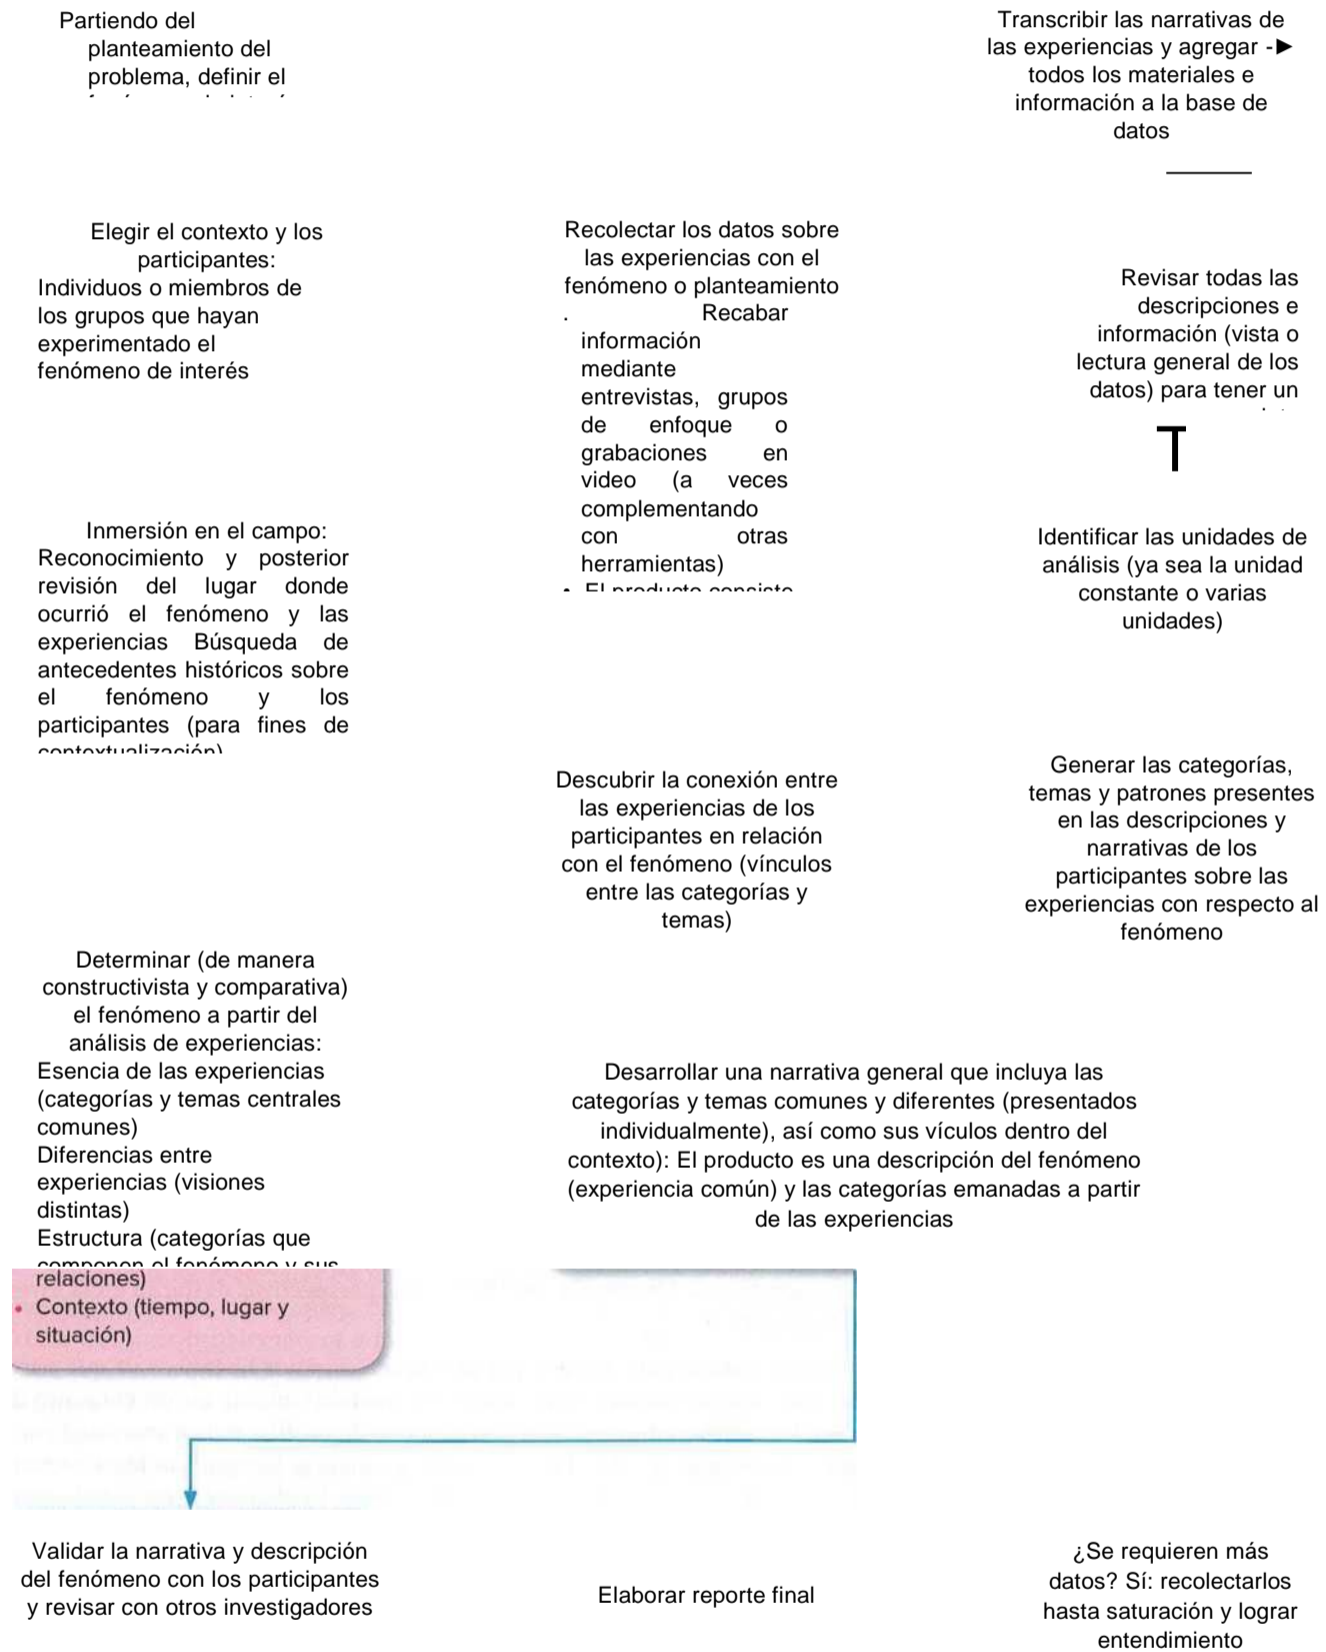 Partiendo del
planteamiento del
problema, definir el
Transcribir las narrativas de
las experiencias y agregar -►
todos los materiales e
información a la base de
datos
Elegir el contexto y los
participantes:
Individuos o miembros de
los grupos que hayan
experimentado el
fenómeno de interés
Recolectar los datos sobre
las experiencias con el
fenómeno o planteamiento
. Recabar
información
mediante
entrevistas, grupos
de enfoque o
grabaciones en
video (a veces
complementando
con otras
herramientas)
• El producto consiste
Revisar todas las
descripciones e
información (vista o
lectura general de los
datos) para tener un
T
Inmersión en el campo:
Reconocimiento y posterior
revisión del lugar donde
ocurrió el fenómeno y las
experiencias Búsqueda de
antecedentes históricos sobre
el fenómeno y los
participantes (para fines de
contextualización)
Identificar las unidades de
análisis (ya sea la unidad
constante o varias
unidades)
Descubrir la conexión entre
las experiencias de los
participantes en relación
con el fenómeno (vínculos
entre las categorías y
temas)
Generar las categorías,
temas y patrones presentes
en las descripciones y
narrativas de los
participantes sobre las
experiencias con respecto al
fenómeno
Determinar (de manera
constructivista y comparativa)
el fenómeno a partir del
análisis de experiencias:
Esencia de las experiencias
(categorías y temas centrales
comunes)
Diferencias entre
experiencias (visiones
distintas)
Estructura (categorías que
componen el fenómeno y sus
relaciones)
• Contexto (tiempo, lugar y
situación)
Desarrollar una narrativa general que incluya las
categorías y temas comunes y diferentes (presentados
individualmente), así como sus vículos dentro del
contexto): El producto es una descripción del fenómeno
(experiencia común) y las categorías emanadas a partir
de las experiencias
Validar la narrativa y descripción
del fenómeno con los participantes
y revisar con otros investigadores
Elaborar reporte final
¿Se requieren más
datos? Sí: recolectarlos
hasta saturación y lograr
entendimiento